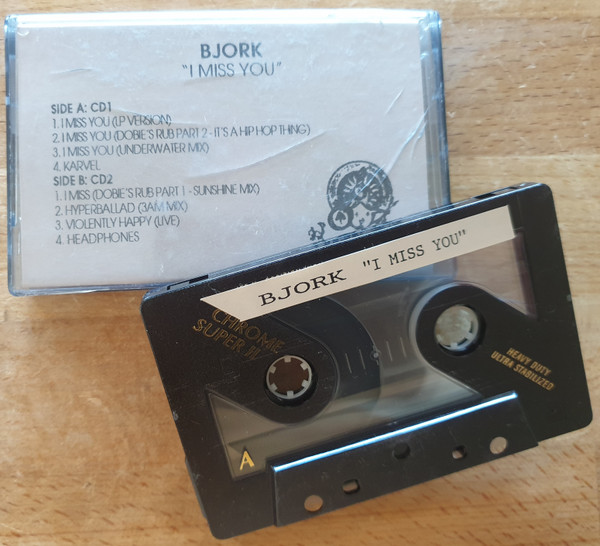 BJORK
"I MISS YOU"
SIDE A: CD1
1. I MISS YOU (LP VERSION)
2. I MISS YOU (DOBIE'S RUB PART 2 - IT'S A HIP HOP THING)
3. I MISS YOU (UNDERWATER MIX)
4. KARVEL
SIDE B: CD2
1. I MISS (DOBIE'S RUB PART 1 - SUNSHINE MIX)
2. HYPERBALLAD (3AM MIX)
3. VIOLENTLY HAPPY (LIVE)
4. HEADPHONES
BJORK "I MISS YOU"
CHROME
SUPER
HEAVY DUTY
ULTRA STABILIZED
A